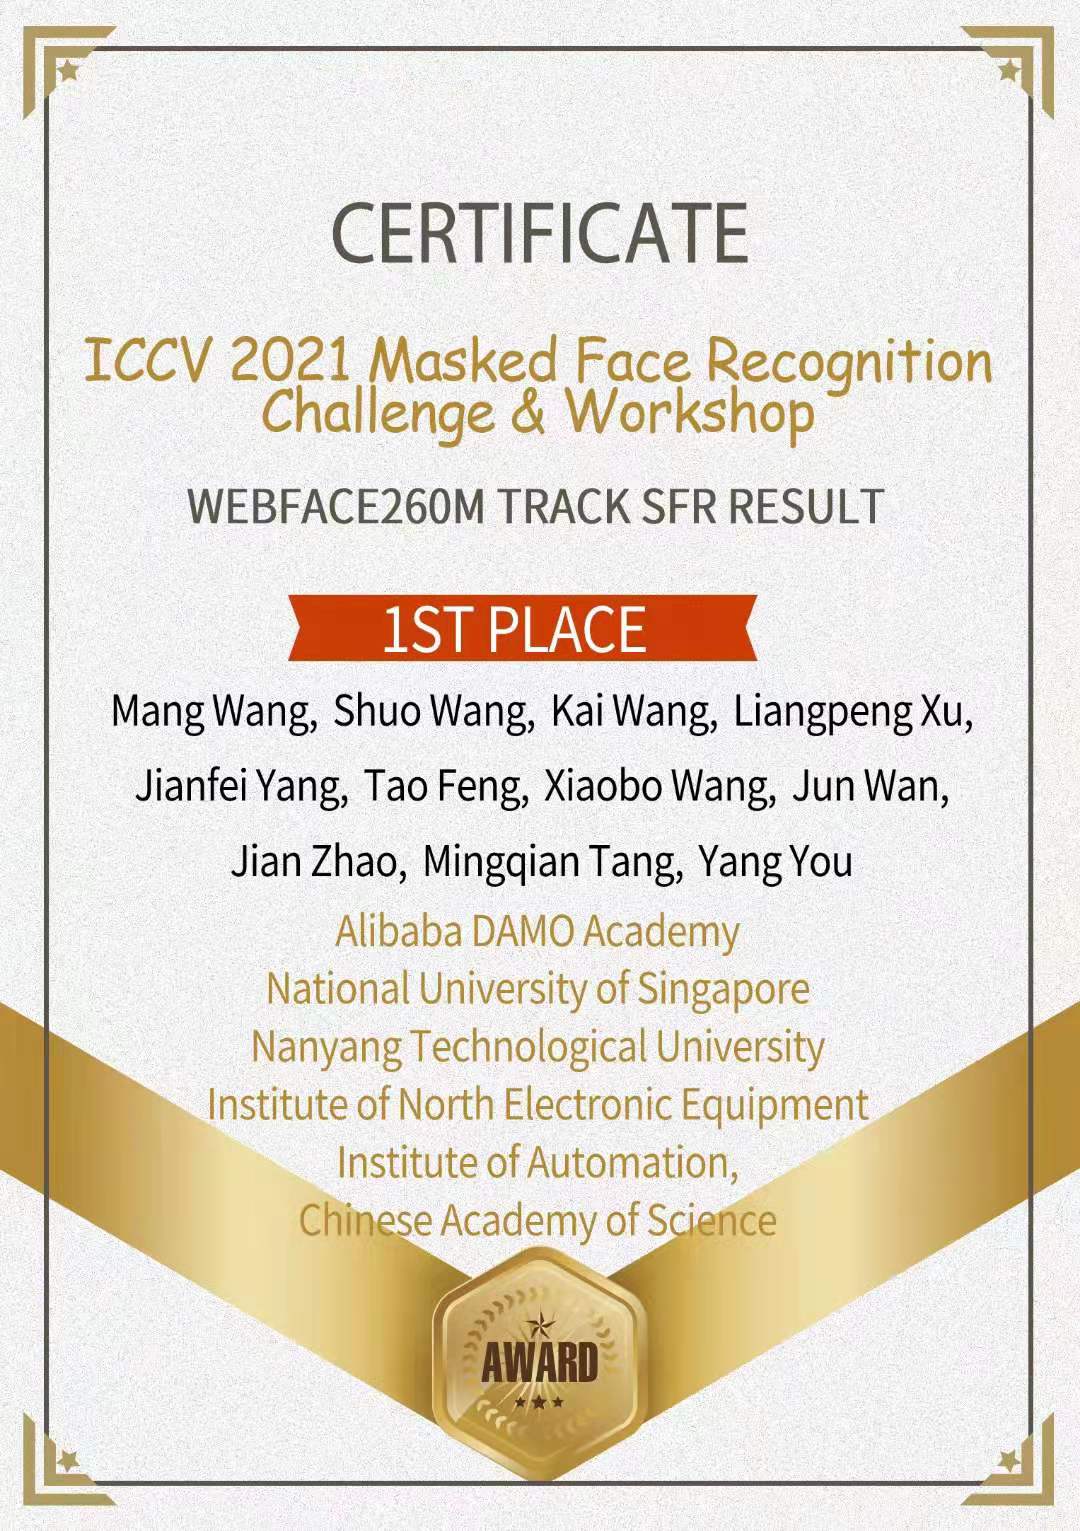 CERTIFICATE
ICCV 2021 Masked Face Recognition
Challenge & Workshop
WEBFACE260M TRACK SFR RESULT
1ST PLACE
Mang Wang, Shuo Wang, Kai Wang, Liangpeng Xu,
Jianfei Yang, Tao Feng, Xiaobo Wang, Jun Wan,
Jian Zhao, Mingqian Tang, Yang You
Alibaba DAMO Academy
National University of Singapore
Nanyang Technological University
Institute of North Electronic Equipment
Institute of Automation,
Chinese Academy of Science
AWARD